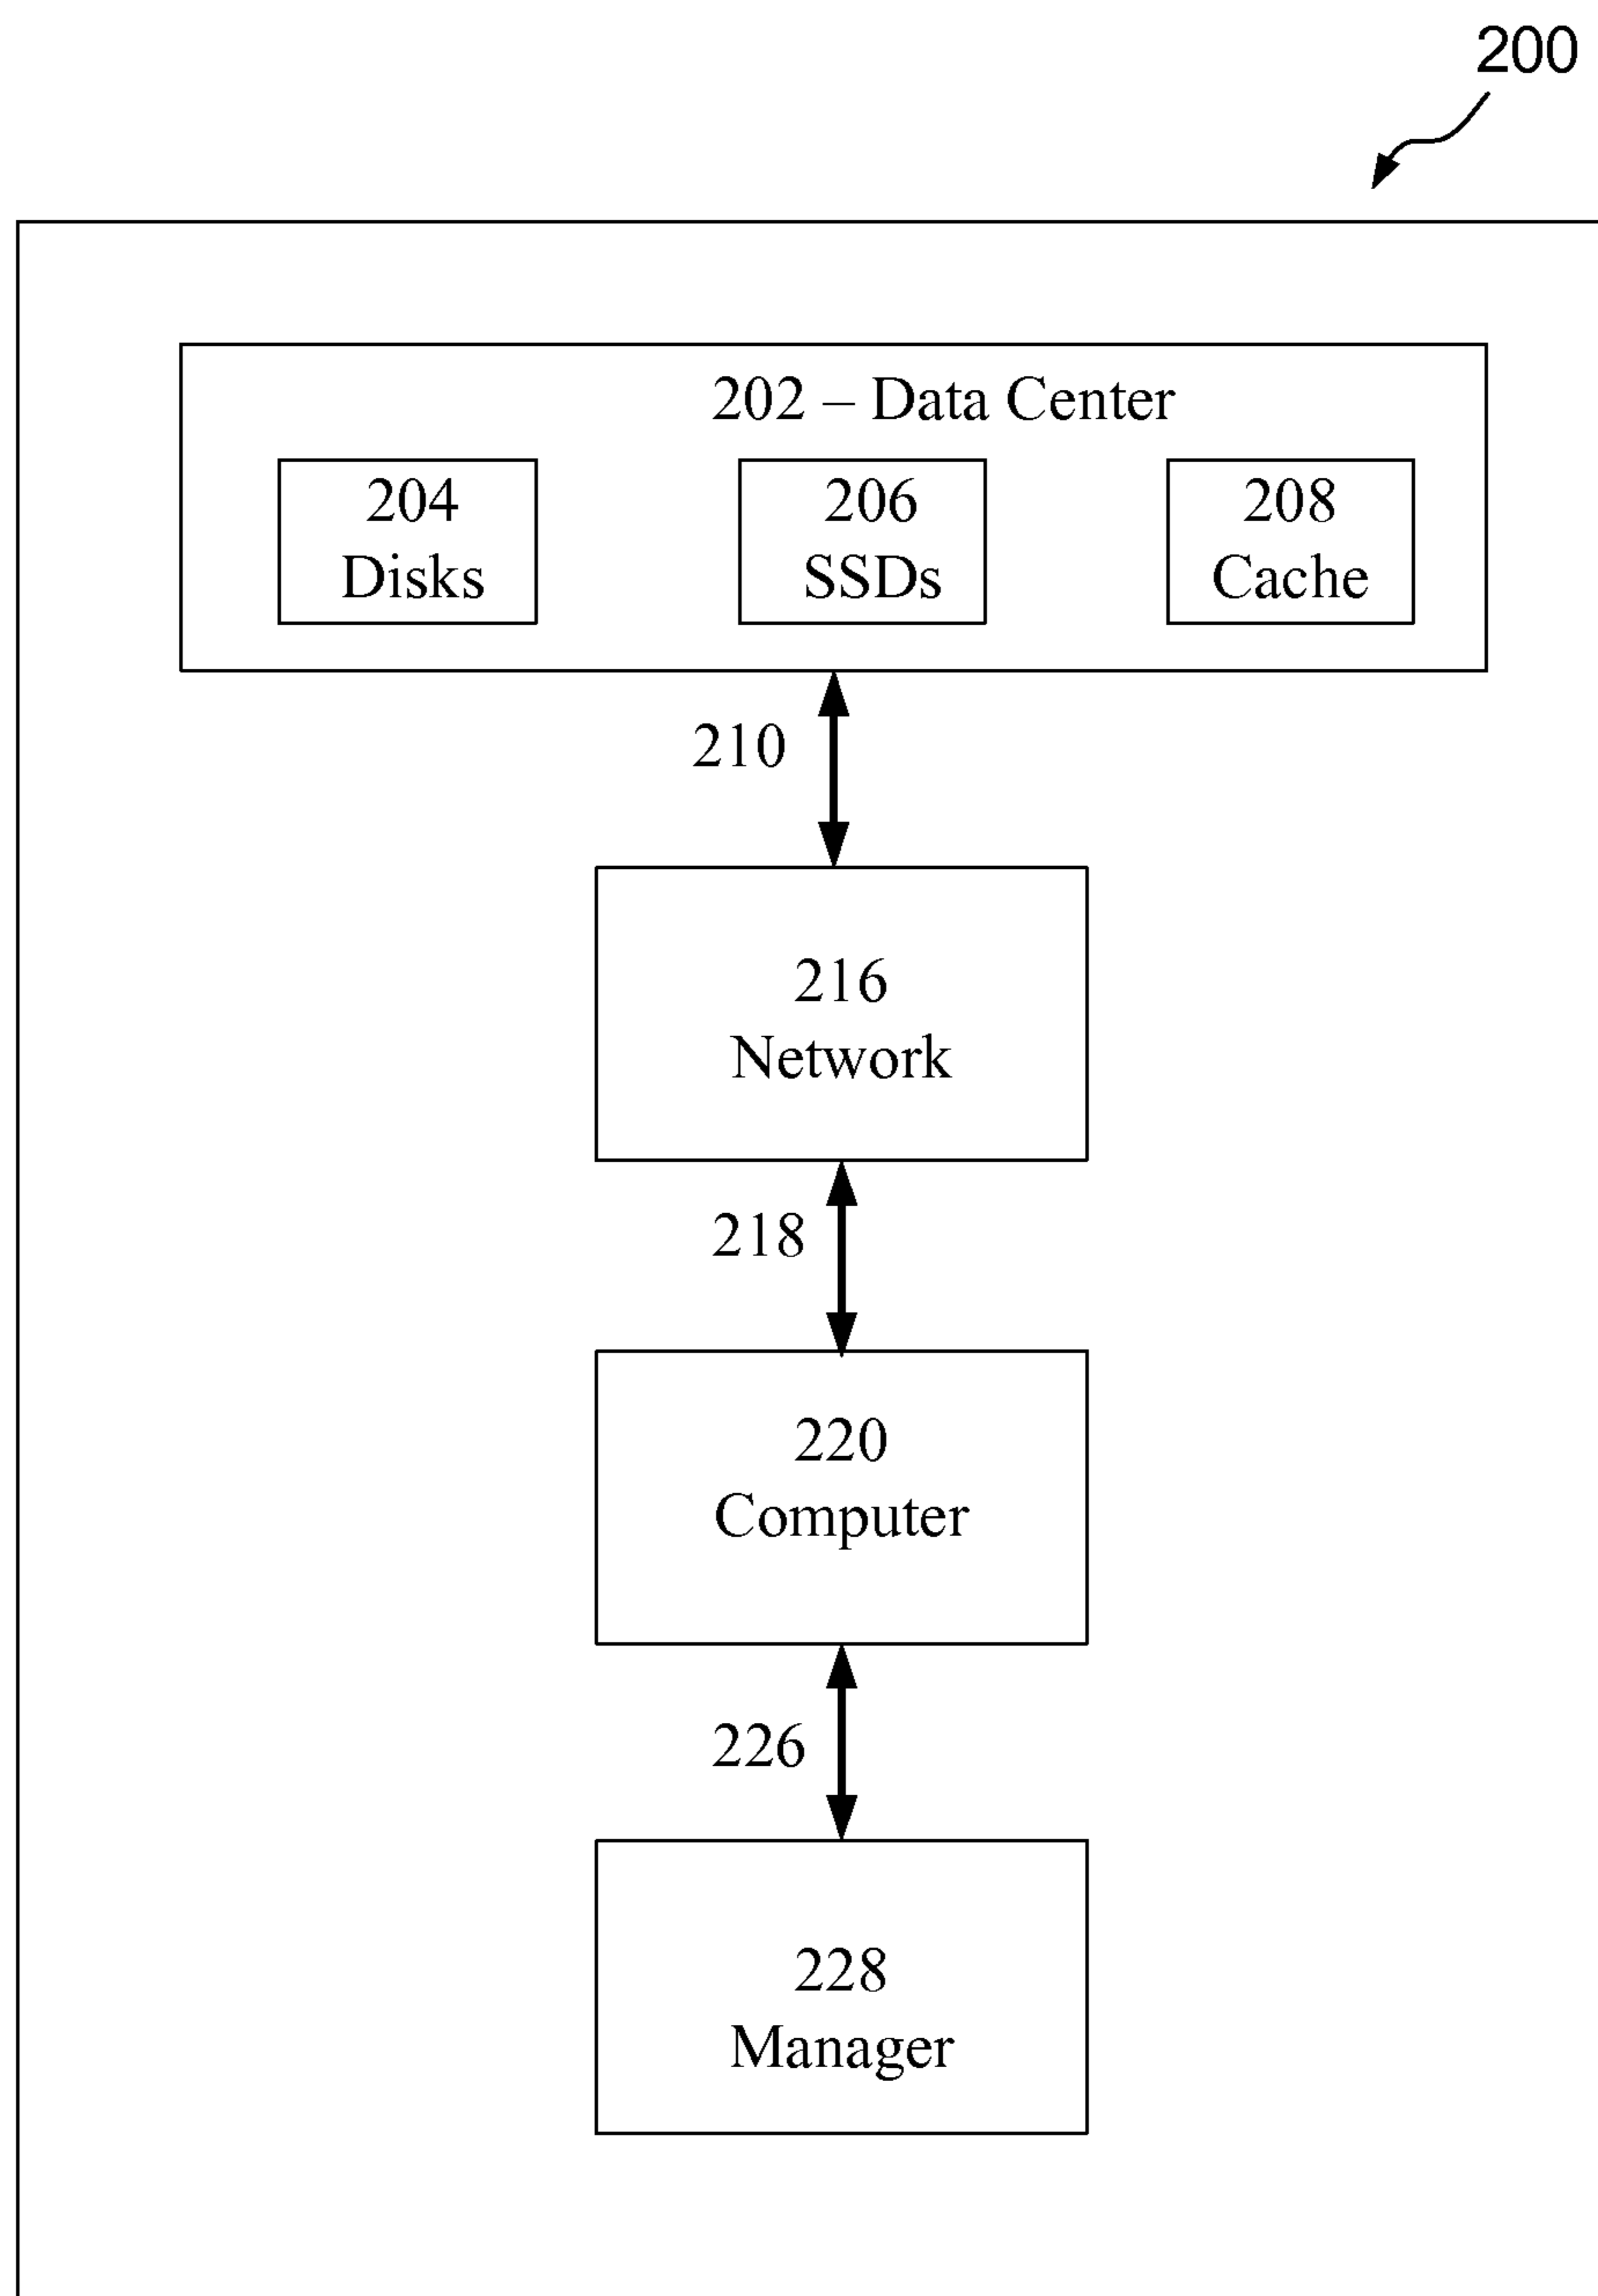 200
202 – Data Center
204
Disks
206
SSDs
208
Cache
210
216
Network
218
220
Computer
226
228
Manager